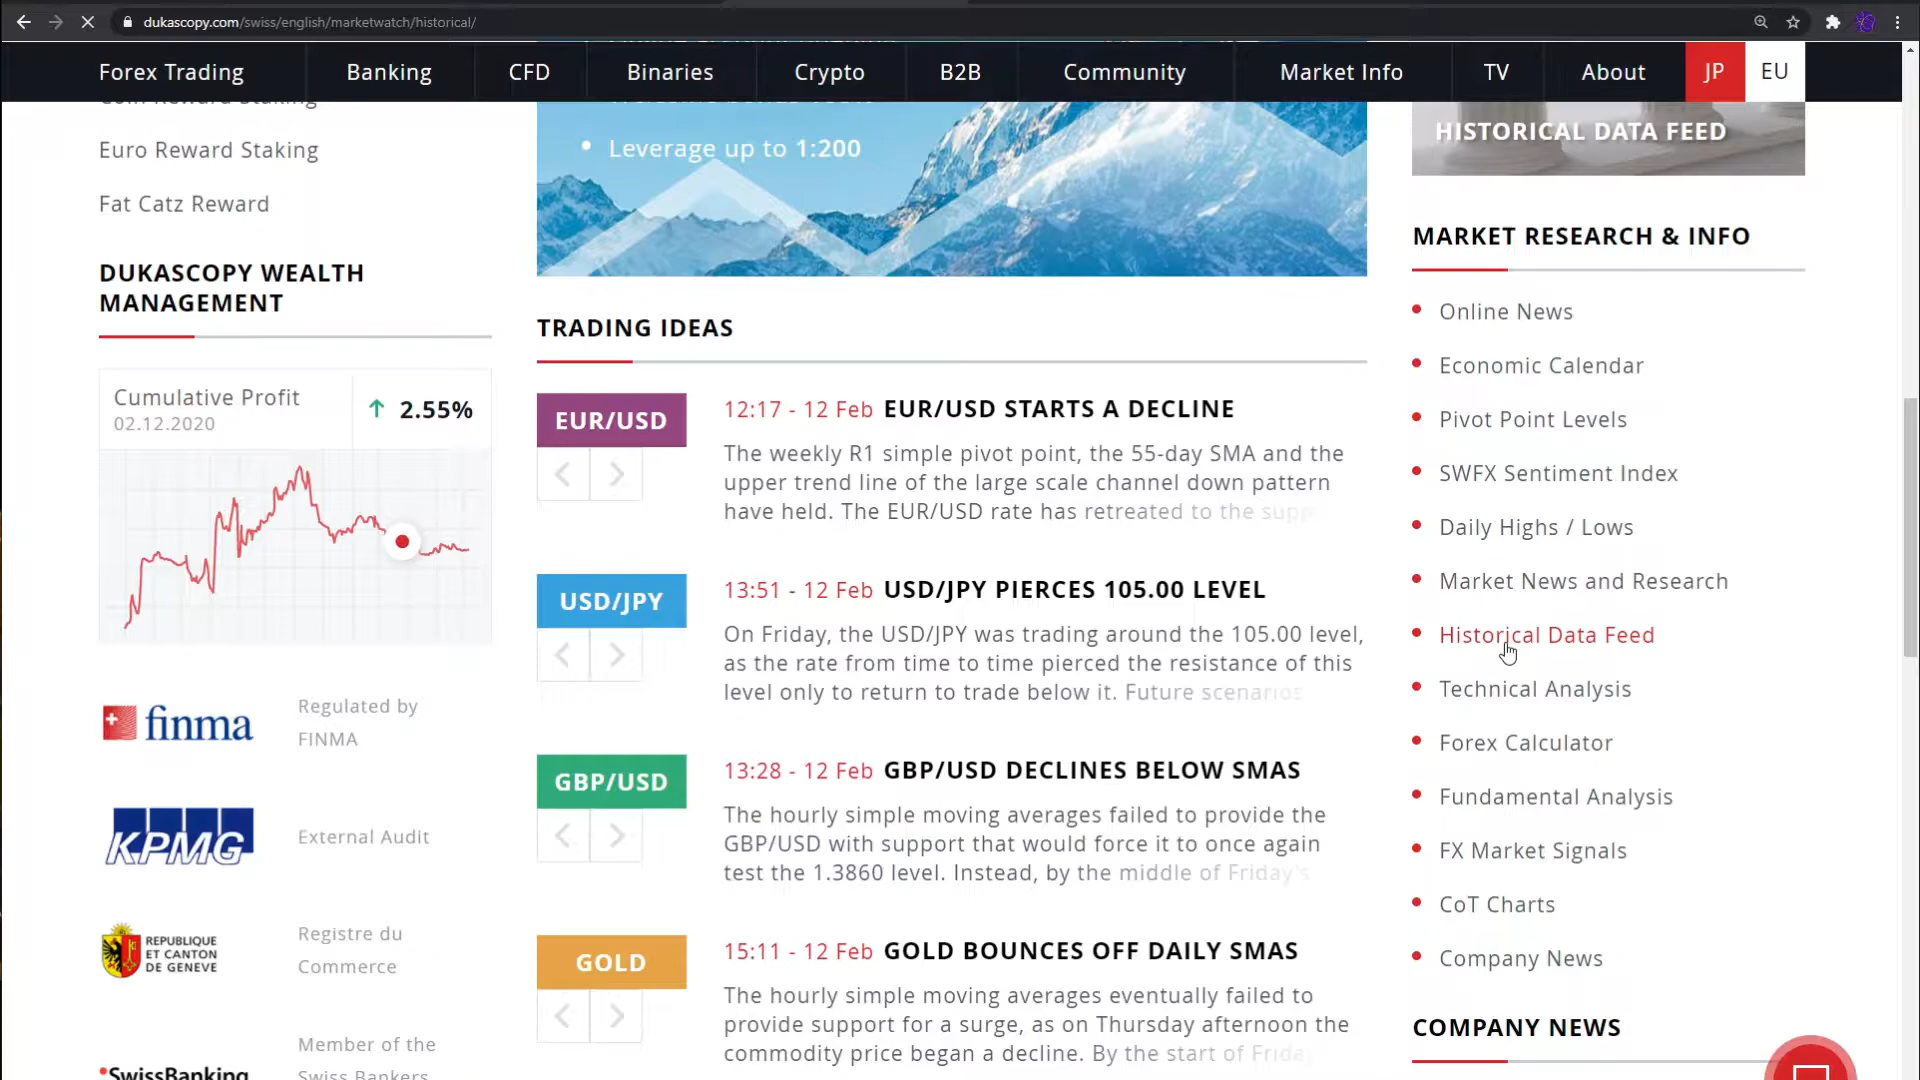 dukascopy.com/swiss/english/marketwatch/historical/
Forex Trading
Banking
CFD
Binaries
Crypto
B2B
Community
Market Info
TV
About
JP
EU
Coin Reward Staking
Euro Reward Staking
Fat Catz Reward
DUKASCOPY WEALTH
MANAGEMENT
Cumulative Profit
02.12.2020
2.55%
finma
Regulated by
FINMA
KPMG
External Audit
REPUBLIQUE
ET CANTON
DE GENEVE
Registre du
Commerce
SwissBanking
Member of the
Swiss Bankers
Leverage up to 1:200
TRADING IDEAS
EUR/USD
12:17 - 12 Feb EUR/USD STARTS A DECLINE
The weekly R1 simple pivot point, the 55-day SMA and the
upper trend line of the large scale channel down pattern
have held. The EUR/USD rate has retreated to the supp
USD/JPY
13:51 - 12 Feb USD/JPY PIERCES 105.00 LEVEL
On Friday, the USD/JPY was trading around the 105.00 level,
as the rate from time to time pierced the resistance of this
level only to return to trade below it. Future scenarios
GBP/USD
13:28 - 12 Feb GBP/USD DECLINES BELOW SMAS
The hourly simple moving averages failed to provide the
GBP/USD with support that would force it to once again
test the 1.3860 level. Instead, by the middle of Friday's
GOLD
15:11 - 12 Feb GOLD BOUNCES OFF DAILY SMAS
The hourly simple moving averages eventually failed to
provide support for a surge, as on Thursday afternoon the
commodity price began a decline. By the start of Friday
HISTORICAL DATA FEED
MARKET RESEARCH & INFO
Online News
Economic Calendar
Pivot Point Levels
SWFX Sentiment Index
Daily Highs / Lows
Market News and Research
Historical Data Feed
Technical Analysis
Forex Calculator
Fundamental Analysis
FX Market Signals
CoT Charts
Company News
COMPANY NEWS